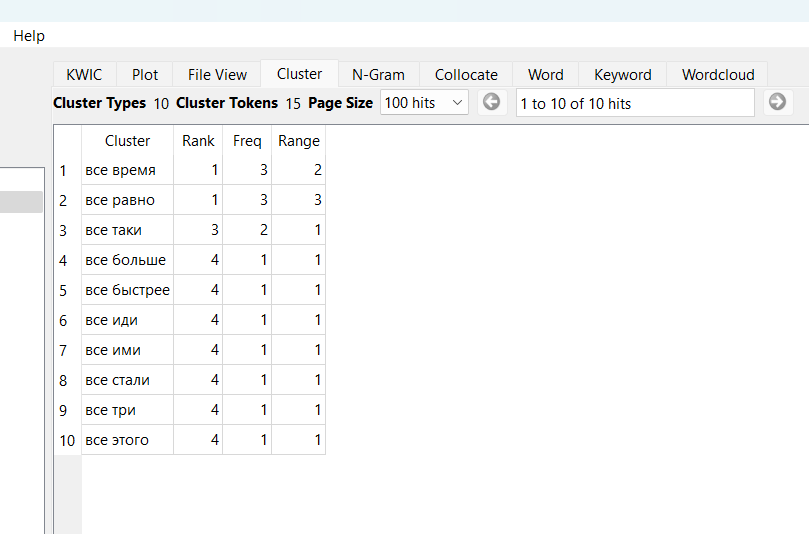 Help
KWIC Plot File View Cluster N-Gram Collocate Word Keyword Wordcloud
Cluster Types 10 Cluster Tokens 15 Page Size 100 hits 1 to 10 of 10 hits
Cluster Rank Freq Range
1 все время 1 3 2
2 все равно 1 3 3
3 все таки 3 2 1
4 все больше 4 1 1
5 все быстрее 4 1 1
6 все иди 4 1 1
7 все ими 4 1 1
8 все стали 4 1 1
9 все три 4 1 1
10 все этого 4 1 1